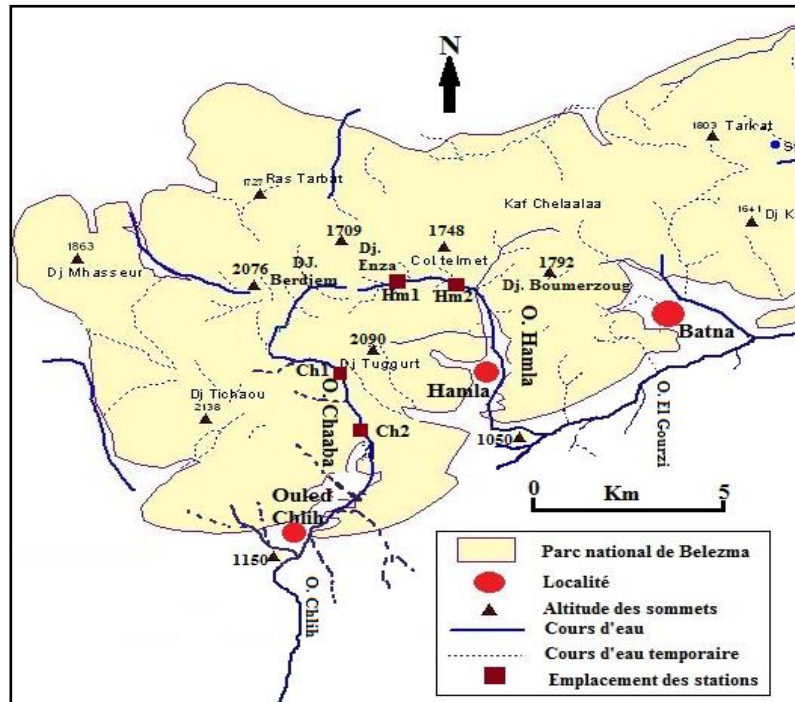 N
1803
Tarkat
1727
Ras Tarbat
Kaf Chelaalaa
1641
Dj K
1709
1748
1863
Dj.
Enza
Col telmet
1792
Dj Mhasseur
2076
DJ.
Berdjem
Dj. Boumerzoug
Hm1
Hm2
O. Hamla
Batna
2090
Dj Tuggurt
Ch1
Hamla
Dj Tichaou
2138
O. Chaaba
O. El Gourzi
Ch2
1050
0
5
Km
Ouled
Chlih
1150
O. Chlih
Parc national de Belezma
Localité
Altitude des sommets
Cours d'eau
Cours d'eau temporaire
Emplacement des stations